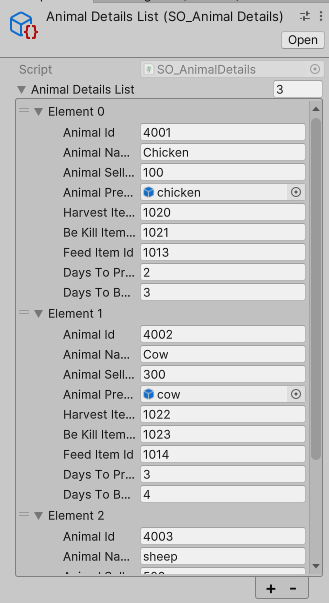 Animal Details List (SO_Animal Details)
Open
Script SO_AnimalDetails
Animal Details List 3
Element 0
Animal Id 4001
Animal Na... Chicken
Animal Sell... 100
Animal Pre... chicken
Harvest Ite... 1020
Be Kill Item... 1021
Feed Item Id 1013
Days To Pr... 2
Days To B... 3
Element 1
Animal Id 4002
Animal Na... Cow
Animal Sell... 300
Animal Pre... cow
Harvest Ite... 1022
Be Kill Item... 1023
Feed Item Id 1014
Days To Pr... 3
Days To B... 4
Element 2
Animal Id 4003
Animal Na... sheep
+ -